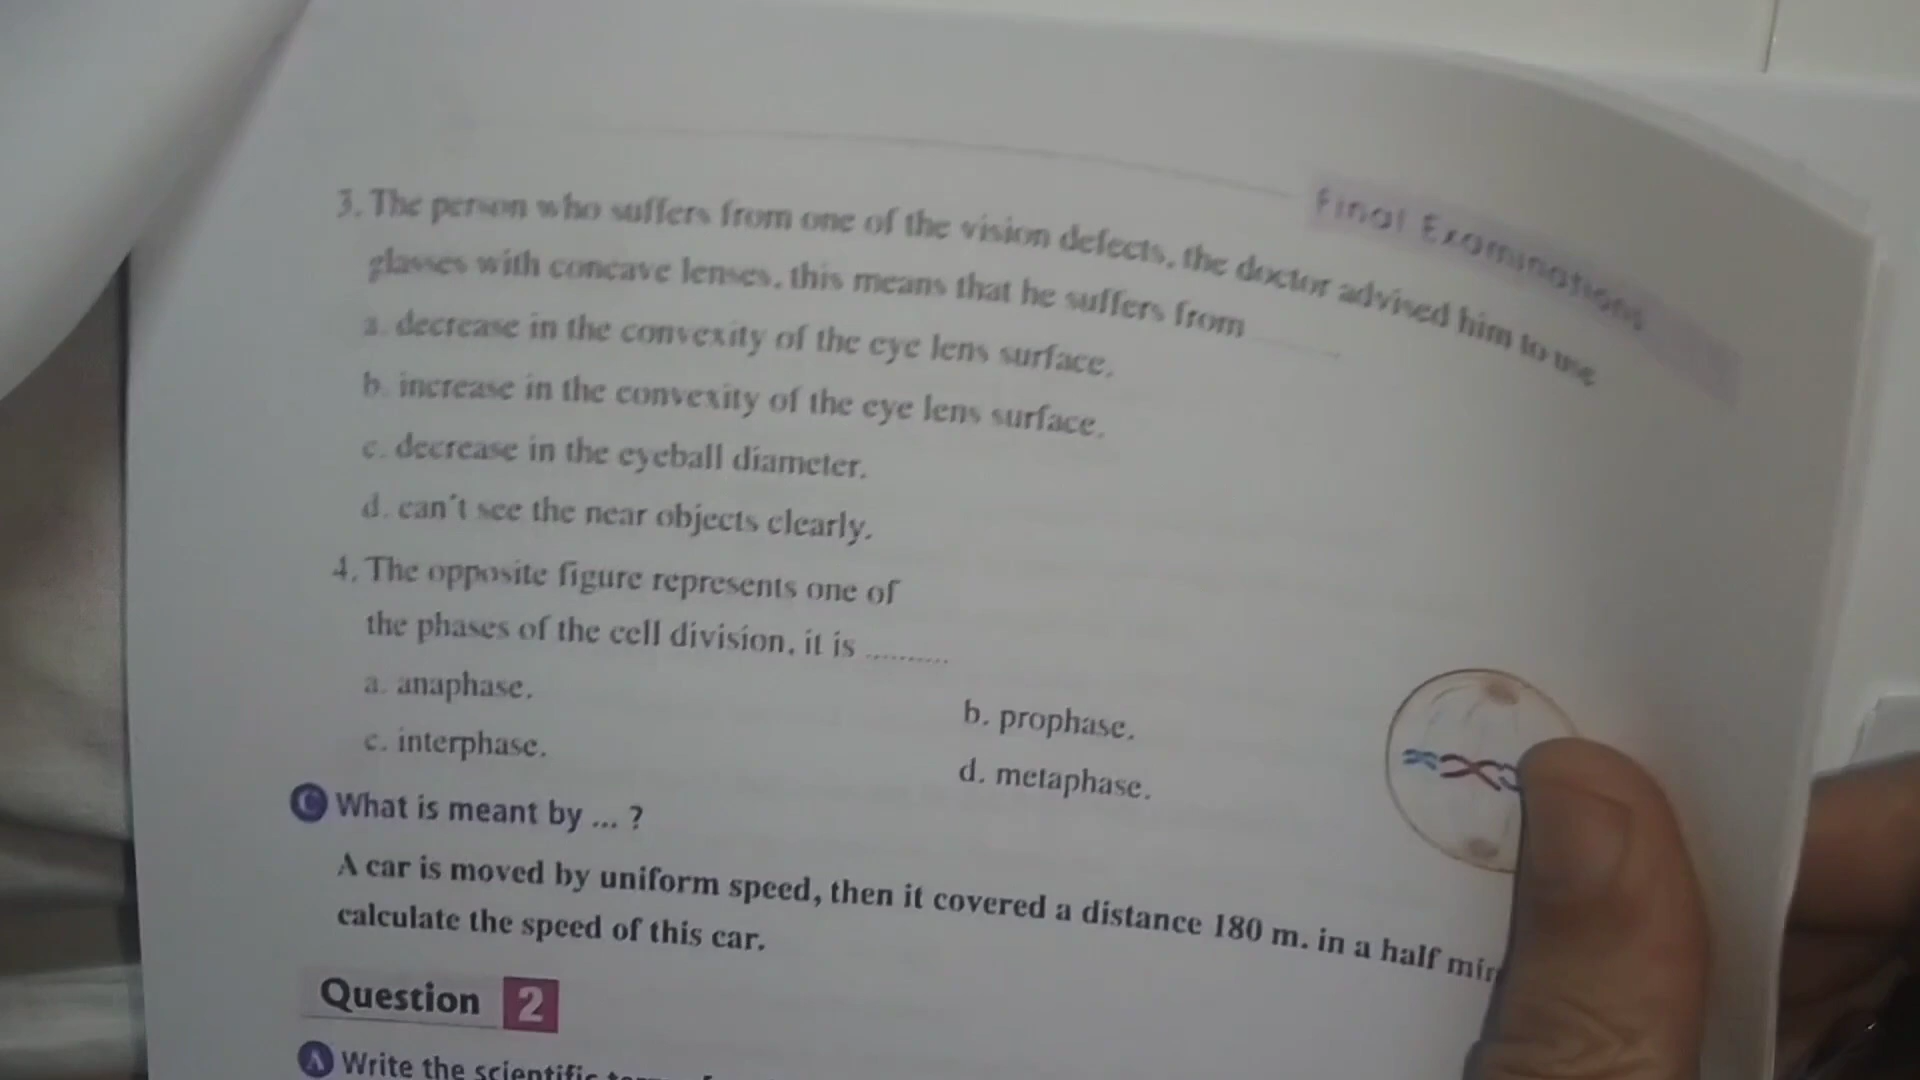 Final Examinations
3. The person who suffers from one of the vision defects, the doctor advised him to use
glasses with concave lenses, this means that he suffers from ..........
a. decrease in the convexity of the eye lens surface.
b. increase in the convexity of the eye lens surface.
c. decrease in the eyeball diameter.
d. can't see the near objects clearly.
4. The opposite figure represents one of
the phases of the cell division, it is ..........
a. anaphase.
b. prophase.
c. interphase.
d. metaphase.
C What is meant by ... ?
A car is moved by uniform speed, then it covered a distance 180 m. in a half
calculate the speed of this car.
Question 2
A Write the scientific